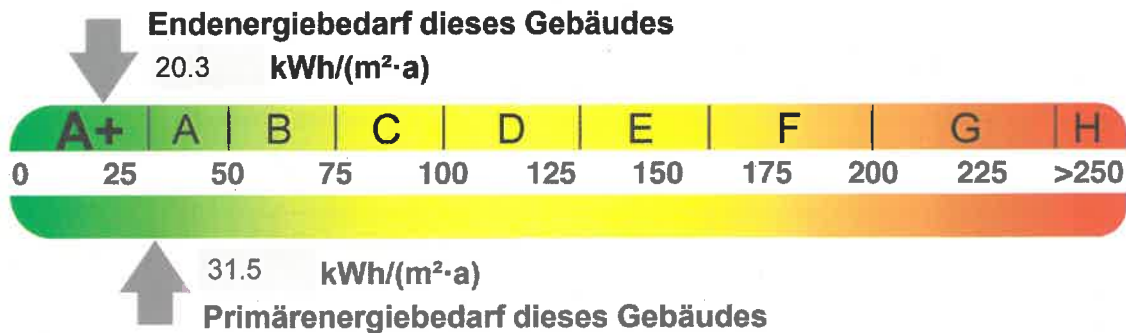 Endenergiebedarf dieses Gebäudes
20.3 kWh/(m²·a)
A+ A B C D E F G H
0 25 50 75 100 125 150 175 200 225 >250
31.5 kWh/(m²·a)
Primärenergiebedarf dieses Gebäudes